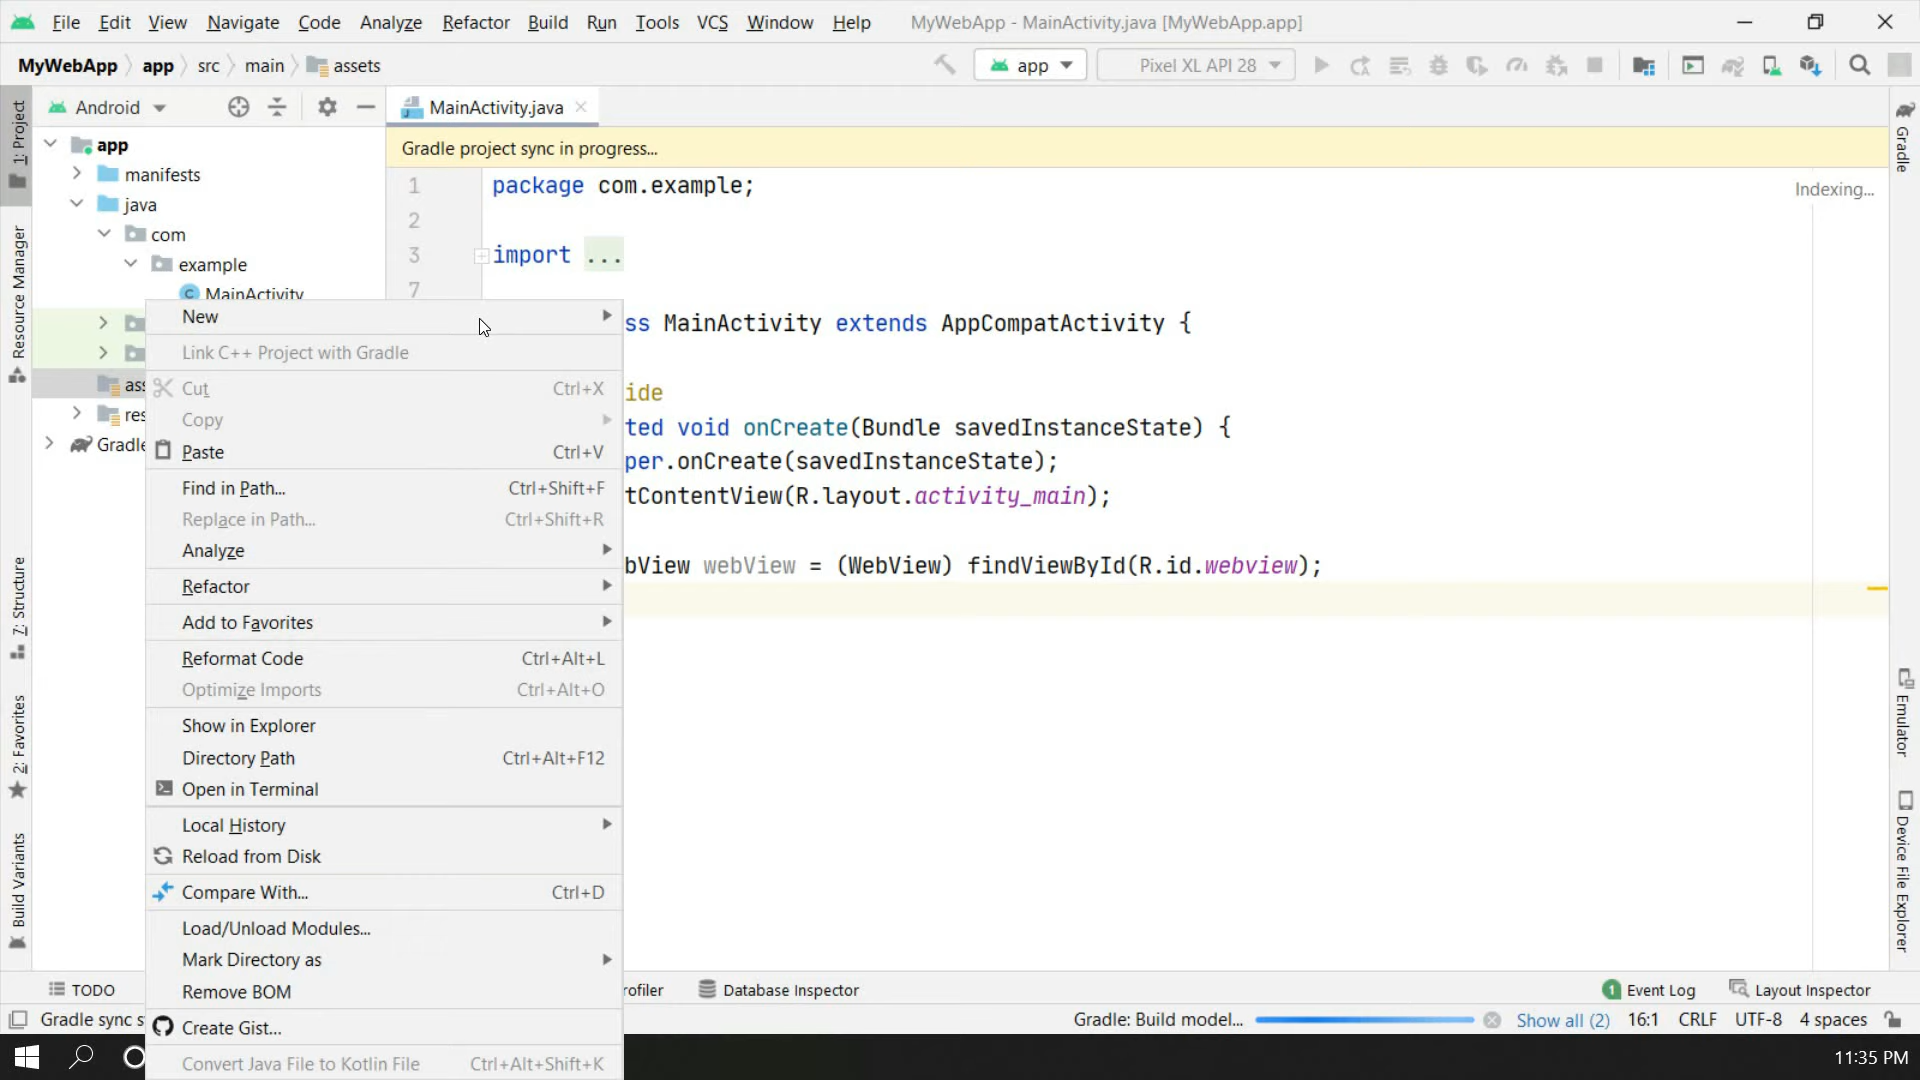 File Edit View Navigate Code Analyze Refactor Build Run Tools VCS Window Help MyWebApp - MainActivity.java [MyWebApp.app]
MyWebApp app src main assets app Pixel XL API 28
Android MainActivity.java
1: Project
Resource Manager
7: Structure
2: Favorites
Build Variants
app
manifests
java
com
example
MainActivity
ass
res
Gradle
Gradle project sync in progress...
Indexing...
1 package com.example;
2
3 import ...
7
ss MainActivity extends AppCompatActivity {
ide
ted void onCreate(Bundle savedInstanceState) {
per.onCreate(savedInstanceState);
tContentView(R.layout.activity_main);
bView webView = (WebView) findViewById(R.id.webview);
New
Link C++ Project with Gradle
Cut Ctrl+X
Copy
Paste Ctrl+V
Find in Path... Ctrl+Shift+F
Replace in Path... Ctrl+Shift+R
Analyze
Refactor
Add to Favorites
Reformat Code Ctrl+Alt+L
Optimize Imports Ctrl+Alt+O
Show in Explorer
Directory Path Ctrl+Alt+F12
Open in Terminal
Local History
Reload from Disk
Compare With... Ctrl+D
Load/Unload Modules...
Mark Directory as
Remove BOM
Create Gist...
Convert Java File to Kotlin File Ctrl+Alt+Shift+K
Gradle
Emulator
Device File Explorer
TODO rofiler Database Inspector 1 Event Log Layout Inspector
Gradle sync s Gradle: Build model... Show all (2) 16:1 CRLF UTF-8 4 spaces
11:35 PM